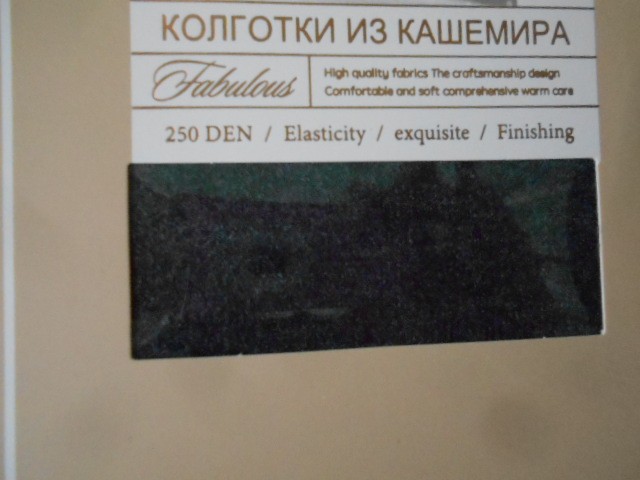 КОЛГОТКИ ИЗ КАШЕМИРА
Fabulous
High quality fabrics The craftsmanship design
Comfortable and soft comprehensive warm care
250 DEN / Elasticity / exquisite / Finishing